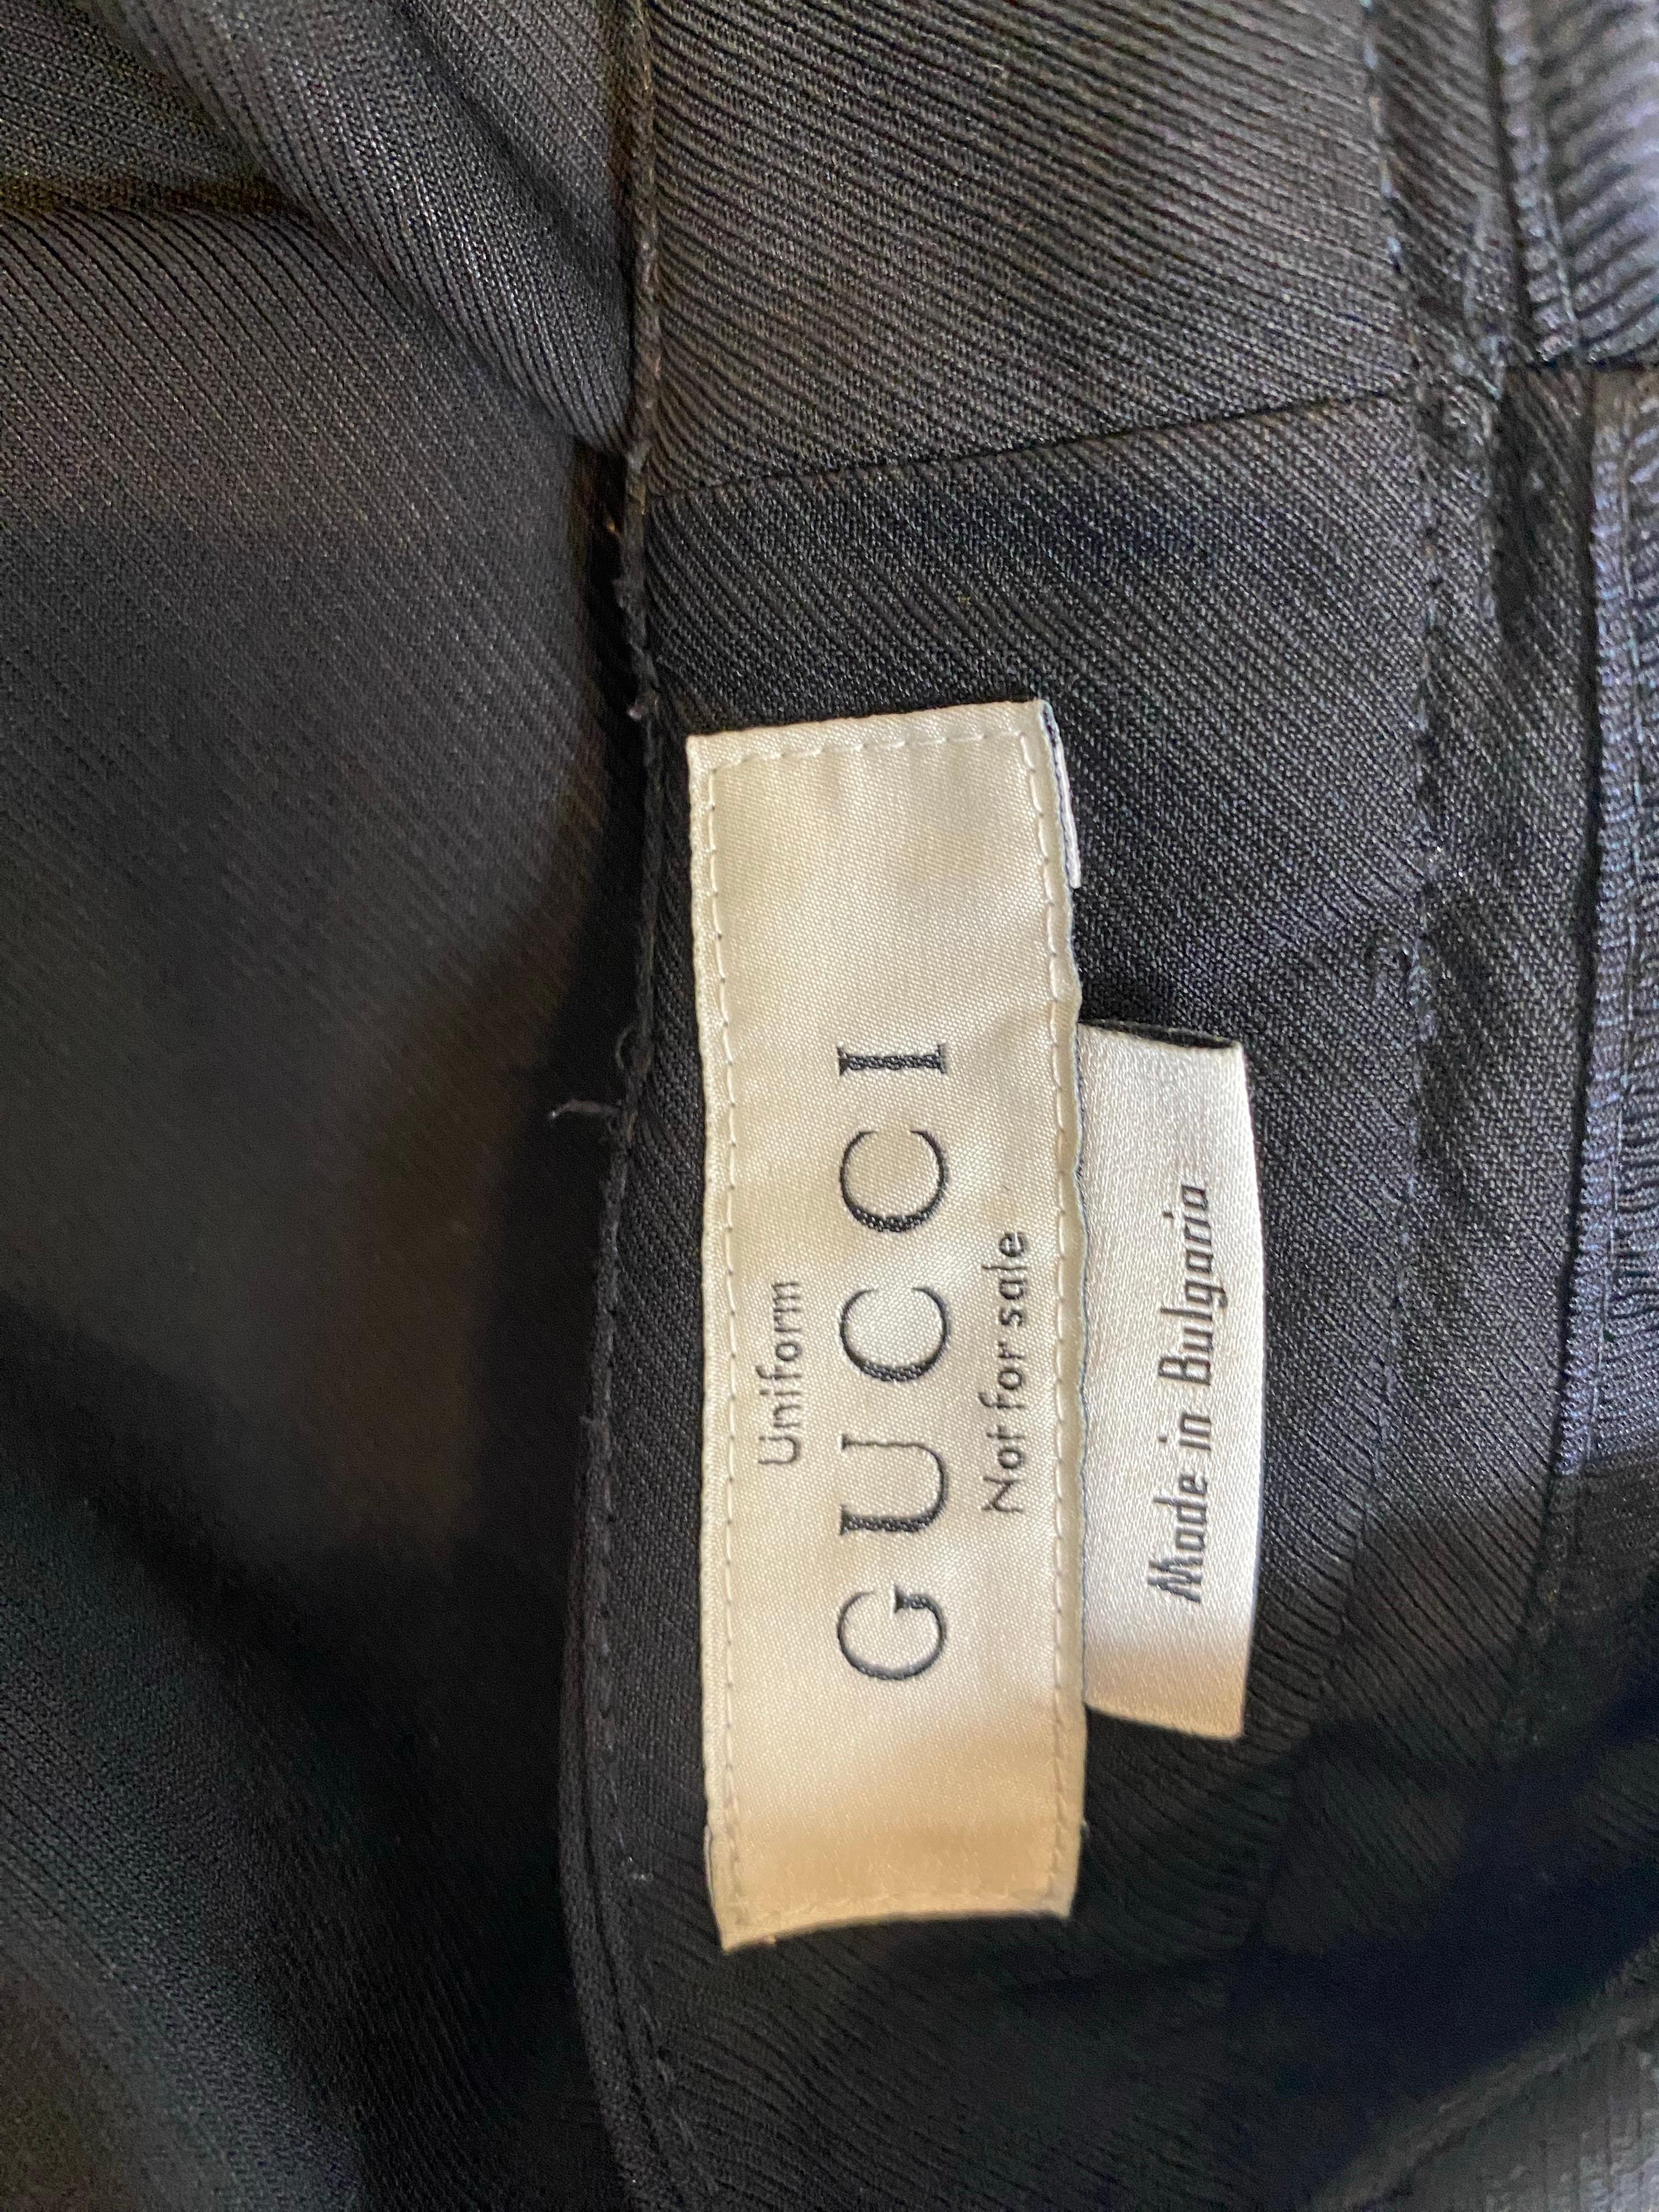 Uniform
GUCCI
Not for sale
Made in Bulgaria